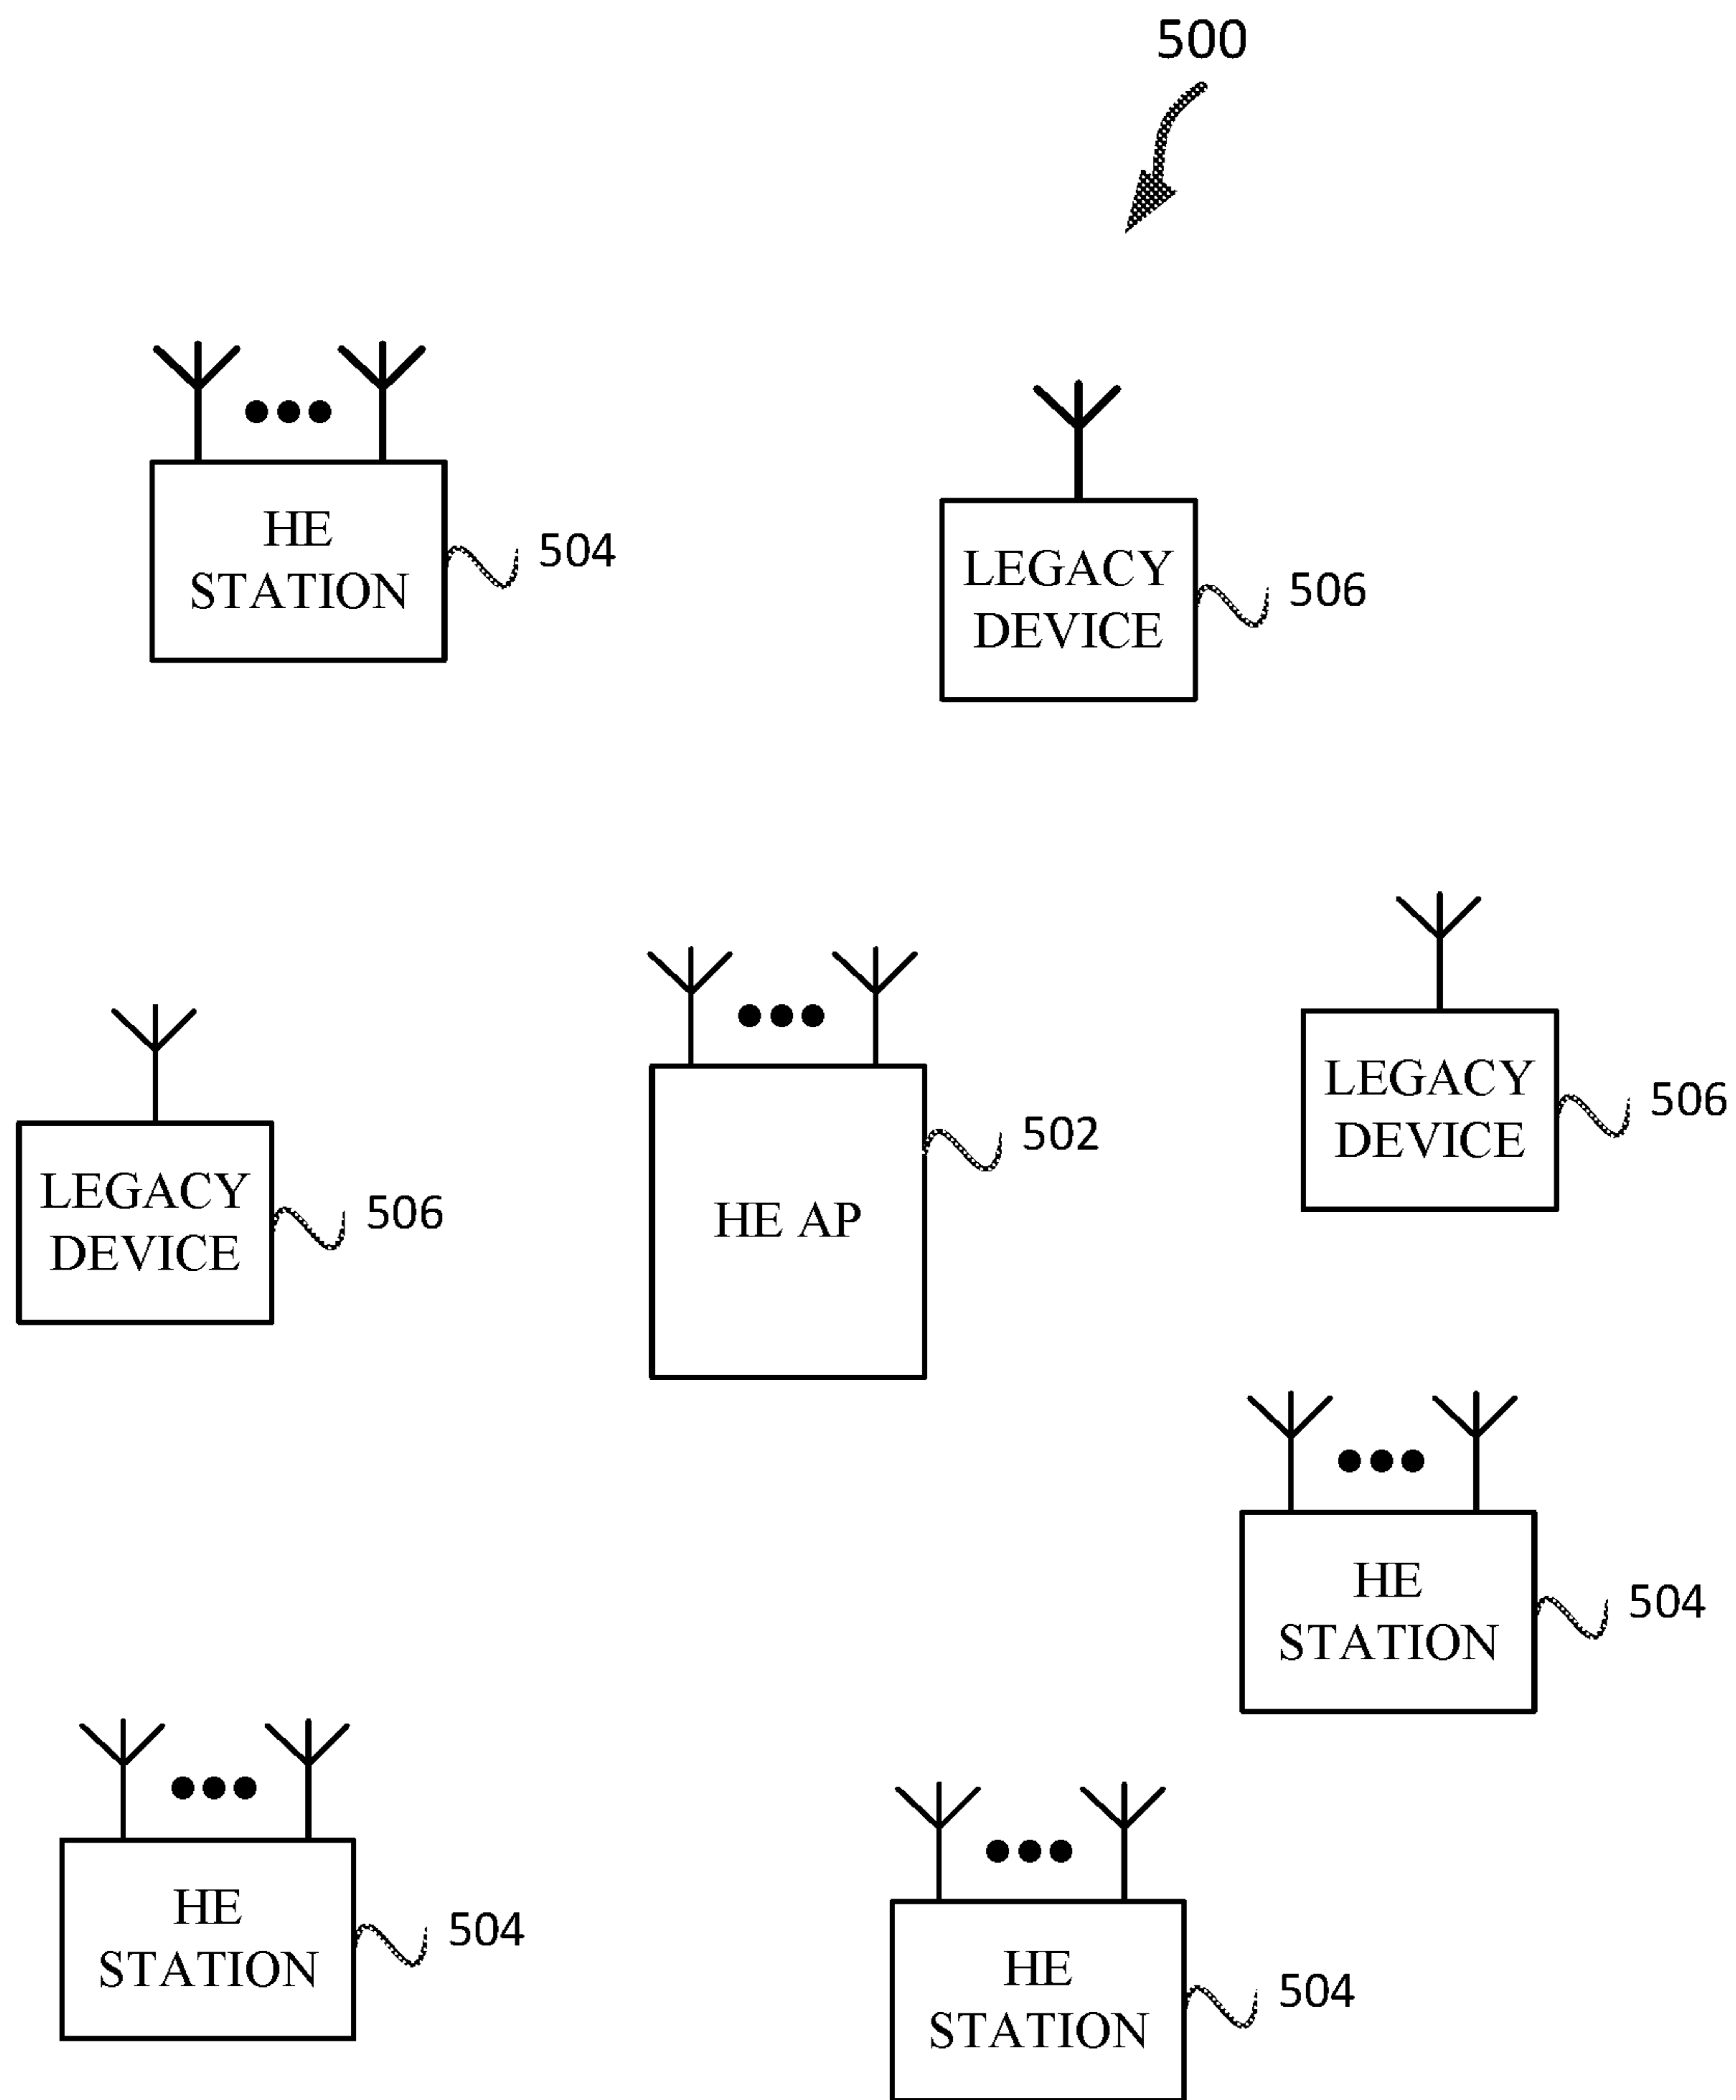 500
HE
STATION
504
LEGACY
DEVICE
506
LEGACY
DEVICE
506
HE AP
502
LEGACY
DEVICE
506
HE
STATION
504
HE
STATION
504
HE
STATION
504